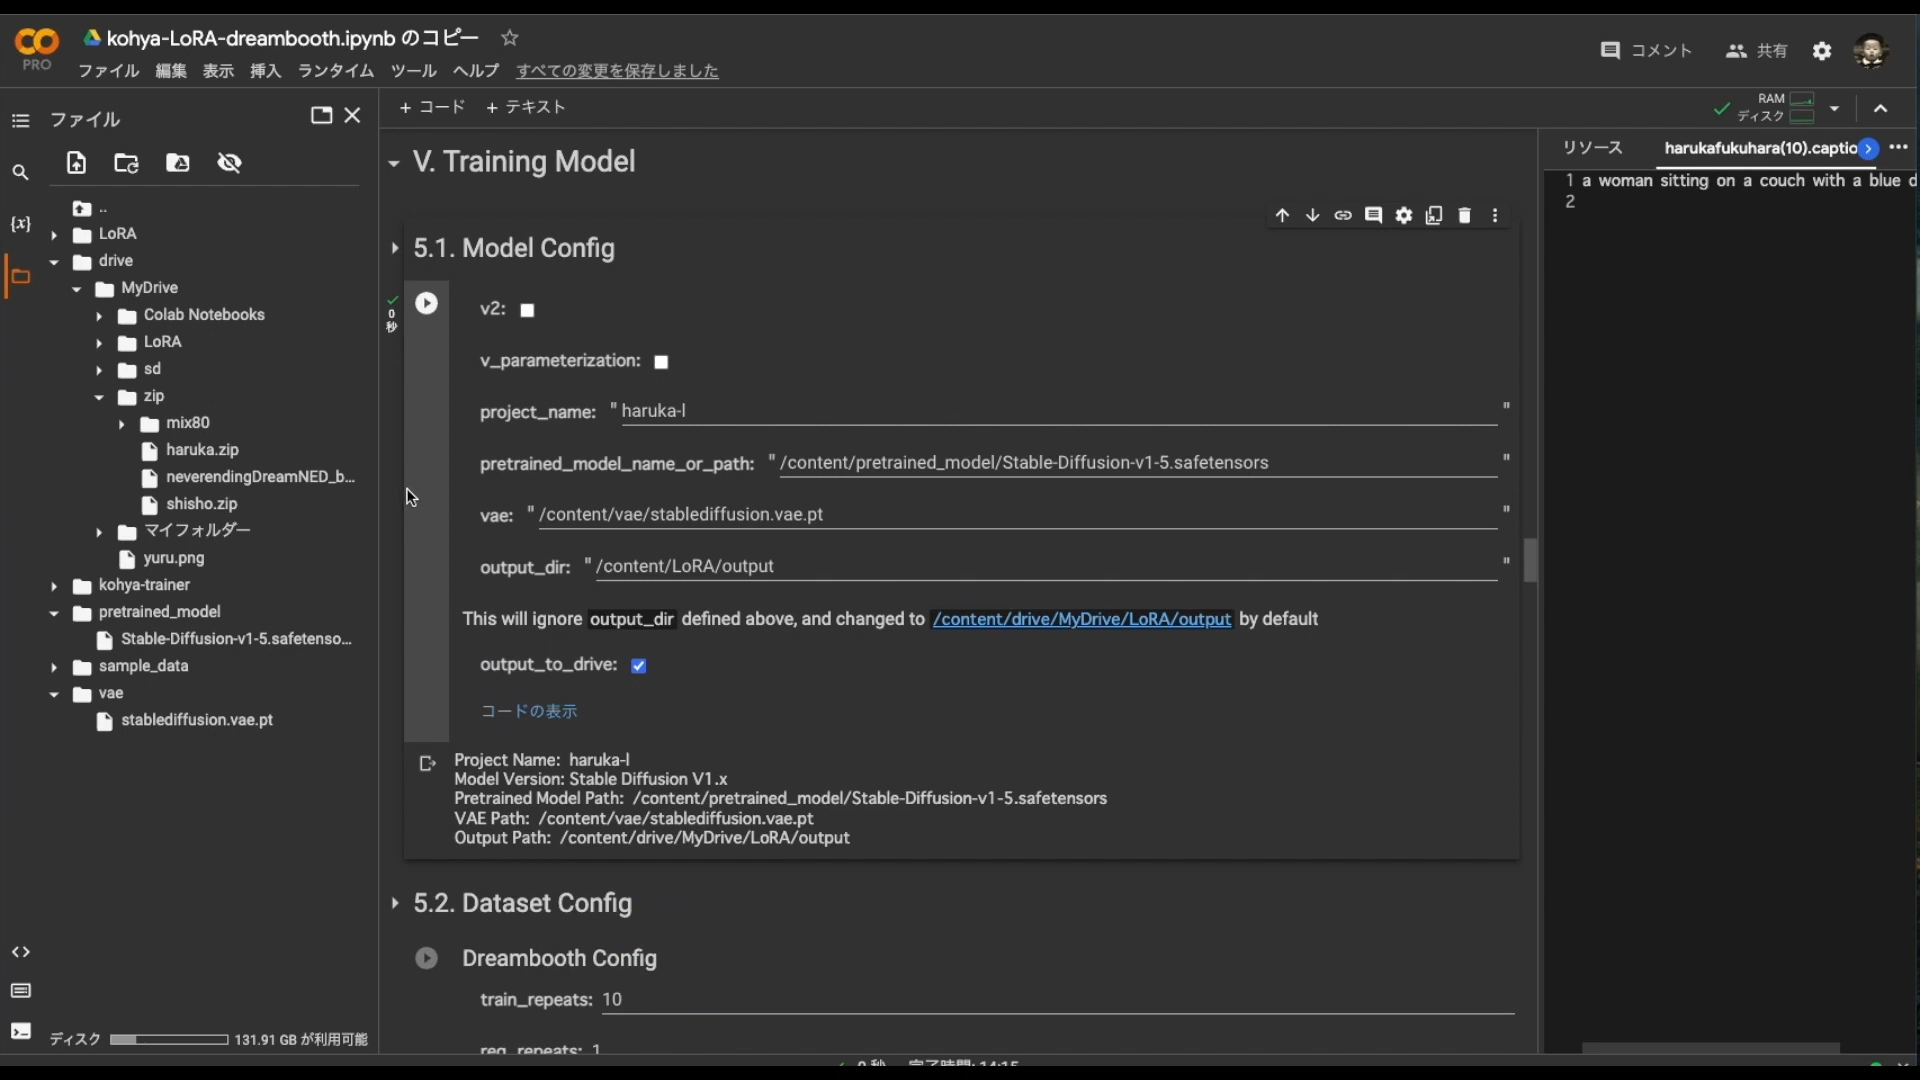 kohya-LoRA-dreambooth.ipynb のコピー
PRO
ファイル 編集 表示 挿入 ランタイム ツール ヘルプ すべての変更を保存しました
コメント
共有
ファイル
+ コード + テキスト
RAM
ディスク
..
LoRA
drive
MyDrive
Colab Notebooks
LoRA
sd
zip
mix80
haruka.zip
neverendingDreamNED_b...
shisho.zip
マイフォルダー
yuru.png
kohya-trainer
pretrained_model
Stable-Diffusion-v1-5.safetenso...
sample_data
vae
stablediffusion.vae.pt
ディスク 131.91 GB が利用可能
V. Training Model
5.1. Model Config
0
秒
v2:
v_parameterization:
project_name: " haruka-l "
pretrained_model_name_or_path: " /content/pretrained_model/Stable-Diffusion-v1-5.safetensors "
vae: " /content/vae/stablediffusion.vae.pt "
output_dir: " /content/LoRA/output "
This will ignore output_dir defined above, and changed to /content/drive/MyDrive/LoRA/output by default
output_to_drive:
コードの表示
Project Name: haruka-l
Model Version: Stable Diffusion V1.x
Pretrained Model Path: /content/pretrained_model/Stable-Diffusion-v1-5.safetensors
VAE Path: /content/vae/stablediffusion.vae.pt
Output Path: /content/drive/MyDrive/LoRA/output
5.2. Dataset Config
Dreambooth Config
train_repeats: 10
reg_repeats: 1
0 秒 完了時間: 14:15
リソース harukafukuhara(10).captio
1 a woman sitting on a couch with a blue d
2